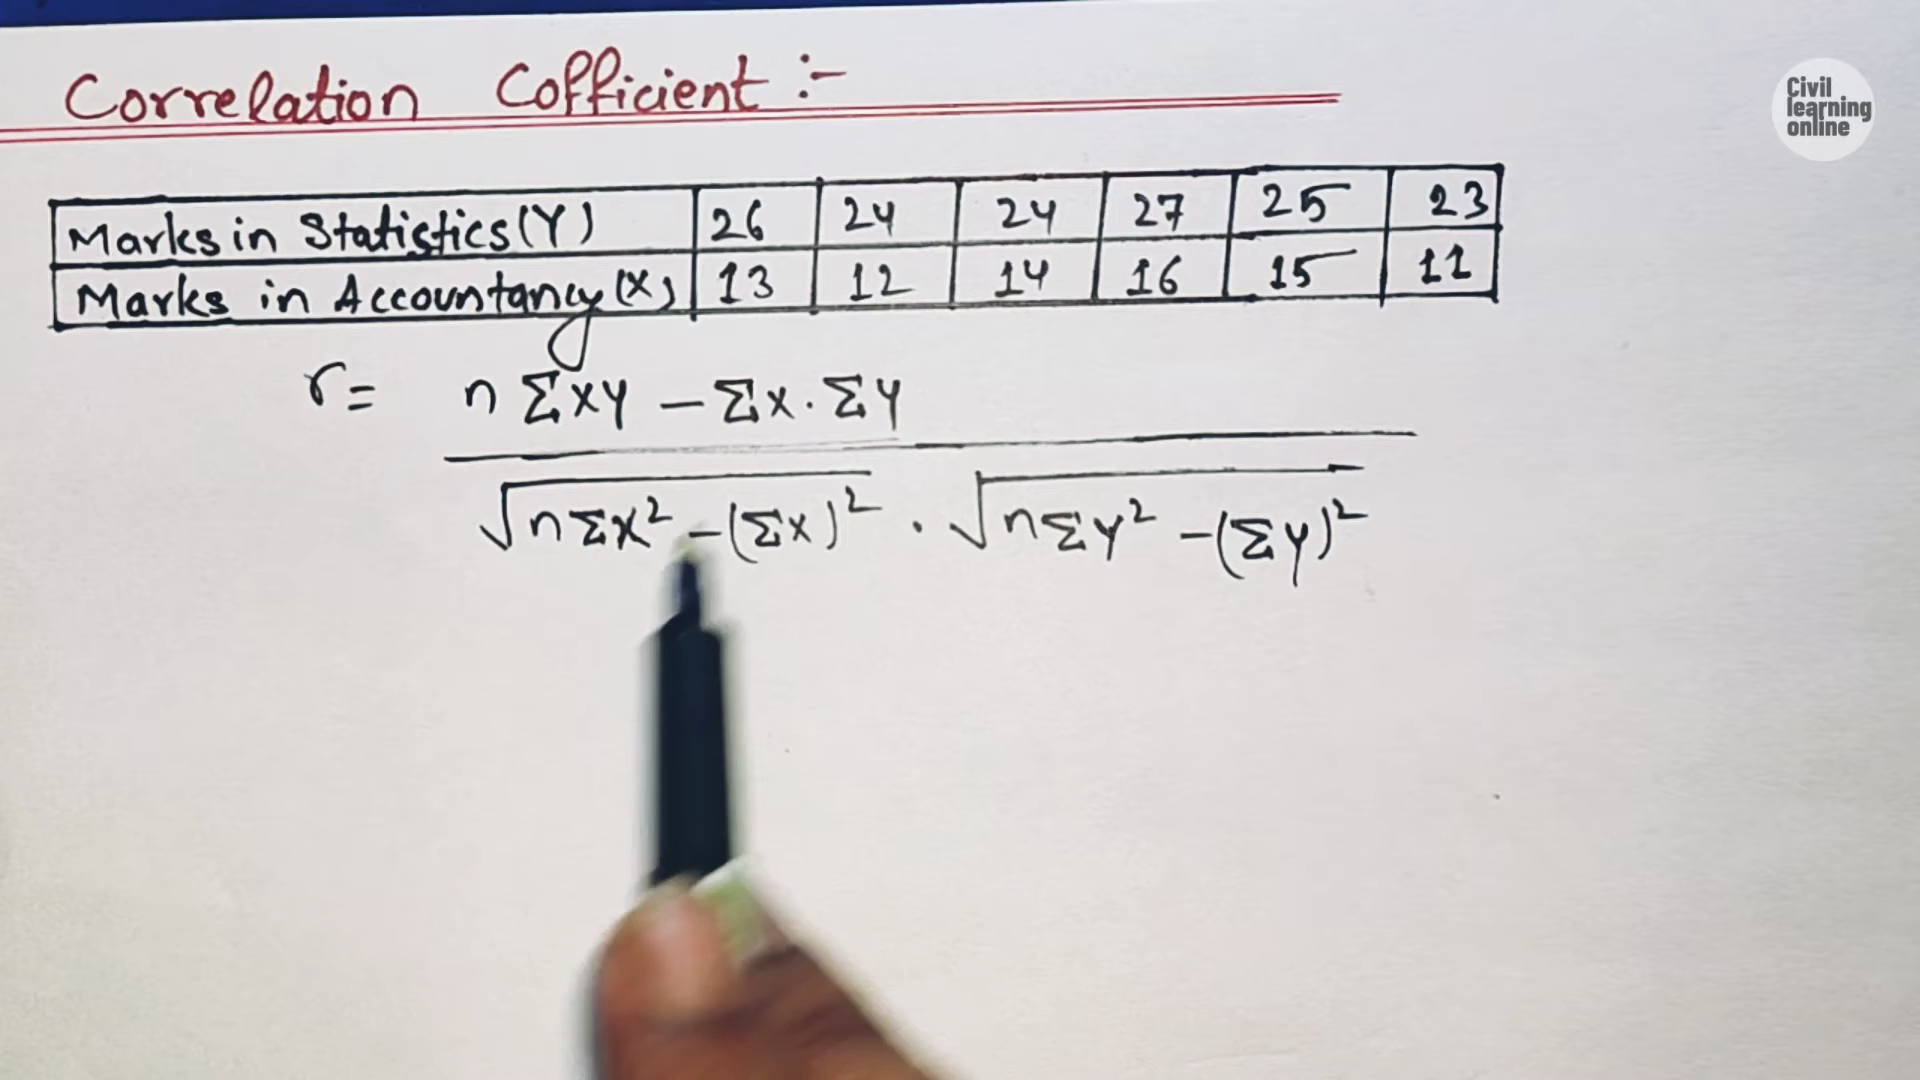 Correlation Cofficient :-
Civil
learning
online
Marks in Statistics (Y) 26 24 24 27 25 23
Marks in Accountancy (X) 13 12 14 16 15 11
r = n ΣXY - ΣX . ΣY
√nΣX² -(ΣX)² . √nΣY² -(ΣY)²